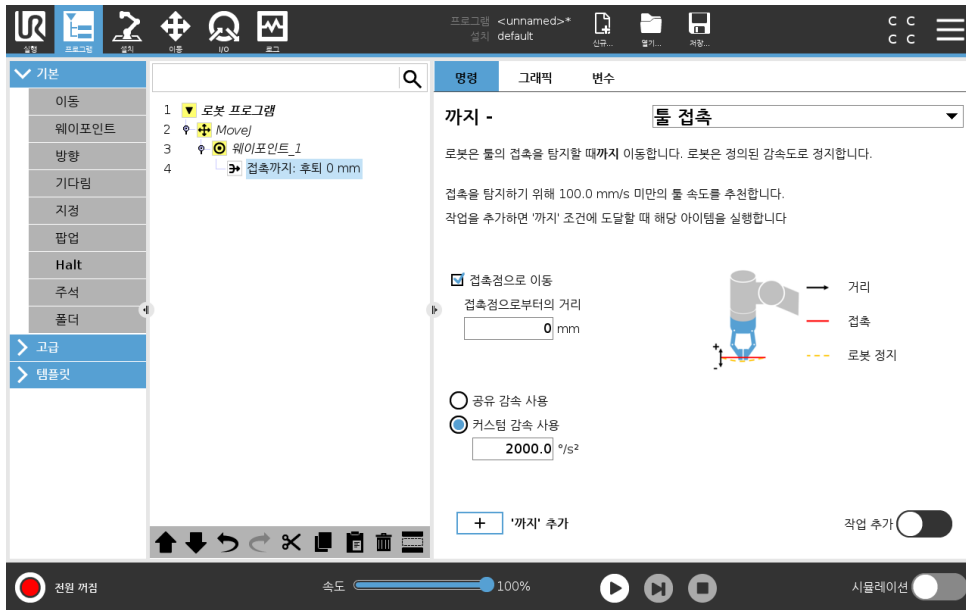 UR
실행
프로그램
설치
이동
I/O
로그
프로그램 <unnamed>*
설치 default
신규...
열기...
저장...
C C
C C
기본
이동
웨이포인트
방향
기다림
지정
팝업
Halt
주석
폴더
고급
템플릿
1 로봇 프로그램
2 MoveJ
3 웨이포인트_1
4 접촉까지: 후퇴 0 mm
명령 그래픽 변수
까지 - 툴 접촉
로봇은 툴의 접촉을 탐지할 때까지 이동합니다. 로봇은 정의된 감속도로 정지합니다.
접촉을 탐지하기 위해 100.0 mm/s 미만의 툴 속도를 추천합니다.
작업을 추가하면 '까지' 조건에 도달할 때 해당 아이템을 실행합니다
접촉점으로 이동
접촉점으로부터의 거리
0 mm
+
-
거리
접촉
로봇 정지
공유 감속 사용
커스텀 감속 사용
2000.0 °/s²
+ '까지' 추가
작업 추가
전원 꺼짐
속도 100%
시뮬레이션